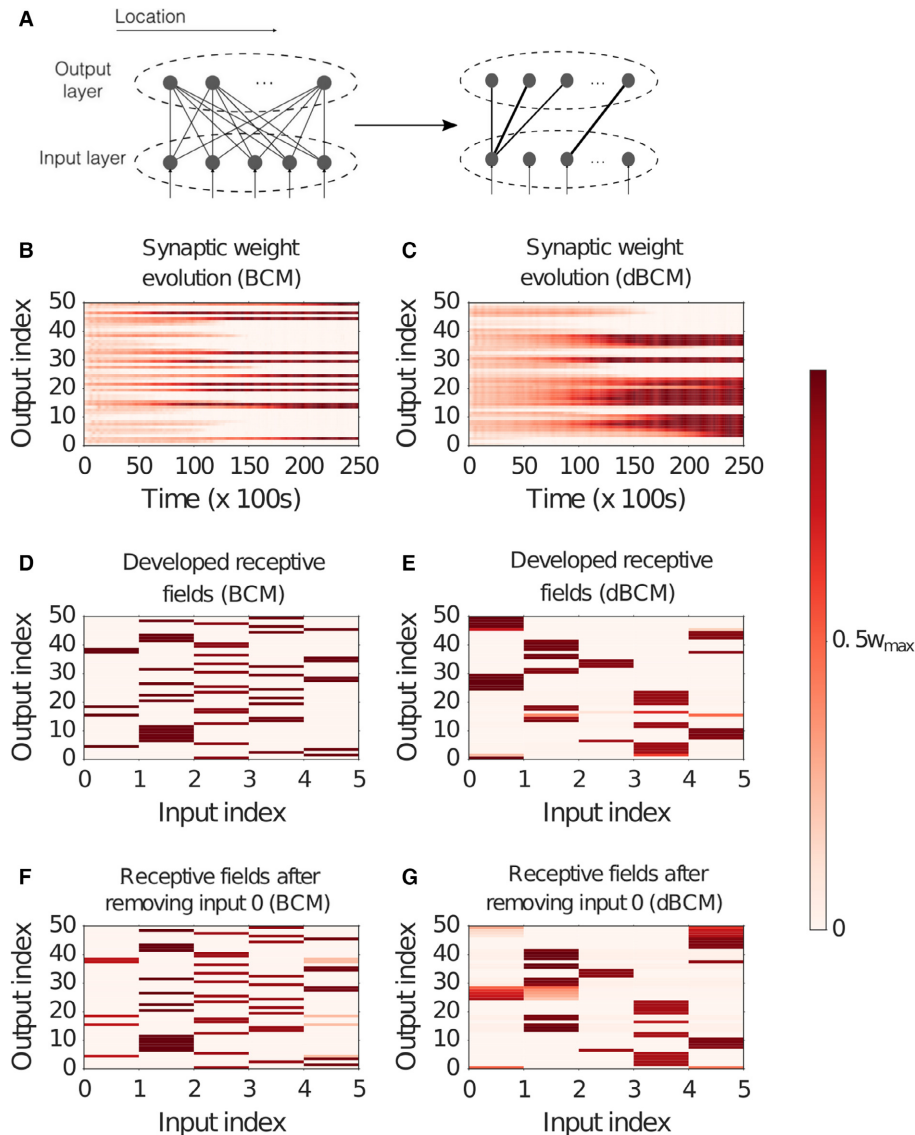 A
Location
Output
layer
...
...
Input layer
...
B
Synaptic weight
evolution (BCM)
Output index
50
40
30
20
10
0
0 50 100 150 200 250
Time (x 100s)
C
Synaptic weight
evolution (dBCM)
Output index
50
40
30
20
10
0
0 50 100 150 200 250
Time (x 100s)
D
Developed receptive
fields (BCM)
Output index
50
40
30
20
10
0
0 1 2 3 4 5
Input index
E
Developed receptive
fields (dBCM)
Output index
50
40
30
20
10
0
0 1 2 3 4 5
Input index
0.5wmax
0
F
Receptive fields after
removing input 0 (BCM)
Output index
50
40
30
20
10
0
0 1 2 3 4 5
Input index
G
Receptive fields after
removing input 0 (dBCM)
Output index
50
40
30
20
10
0
0 1 2 3 4 5
Input index